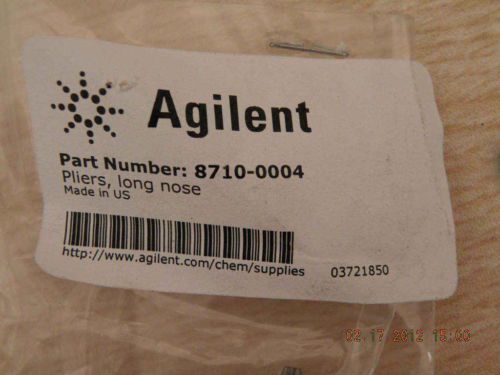 Agilent
Part Number: 8710-0004
Pliers, long nose
Made in US
http://www.agilent.com/chem/supplies 03721850
02.17 2012 15:00